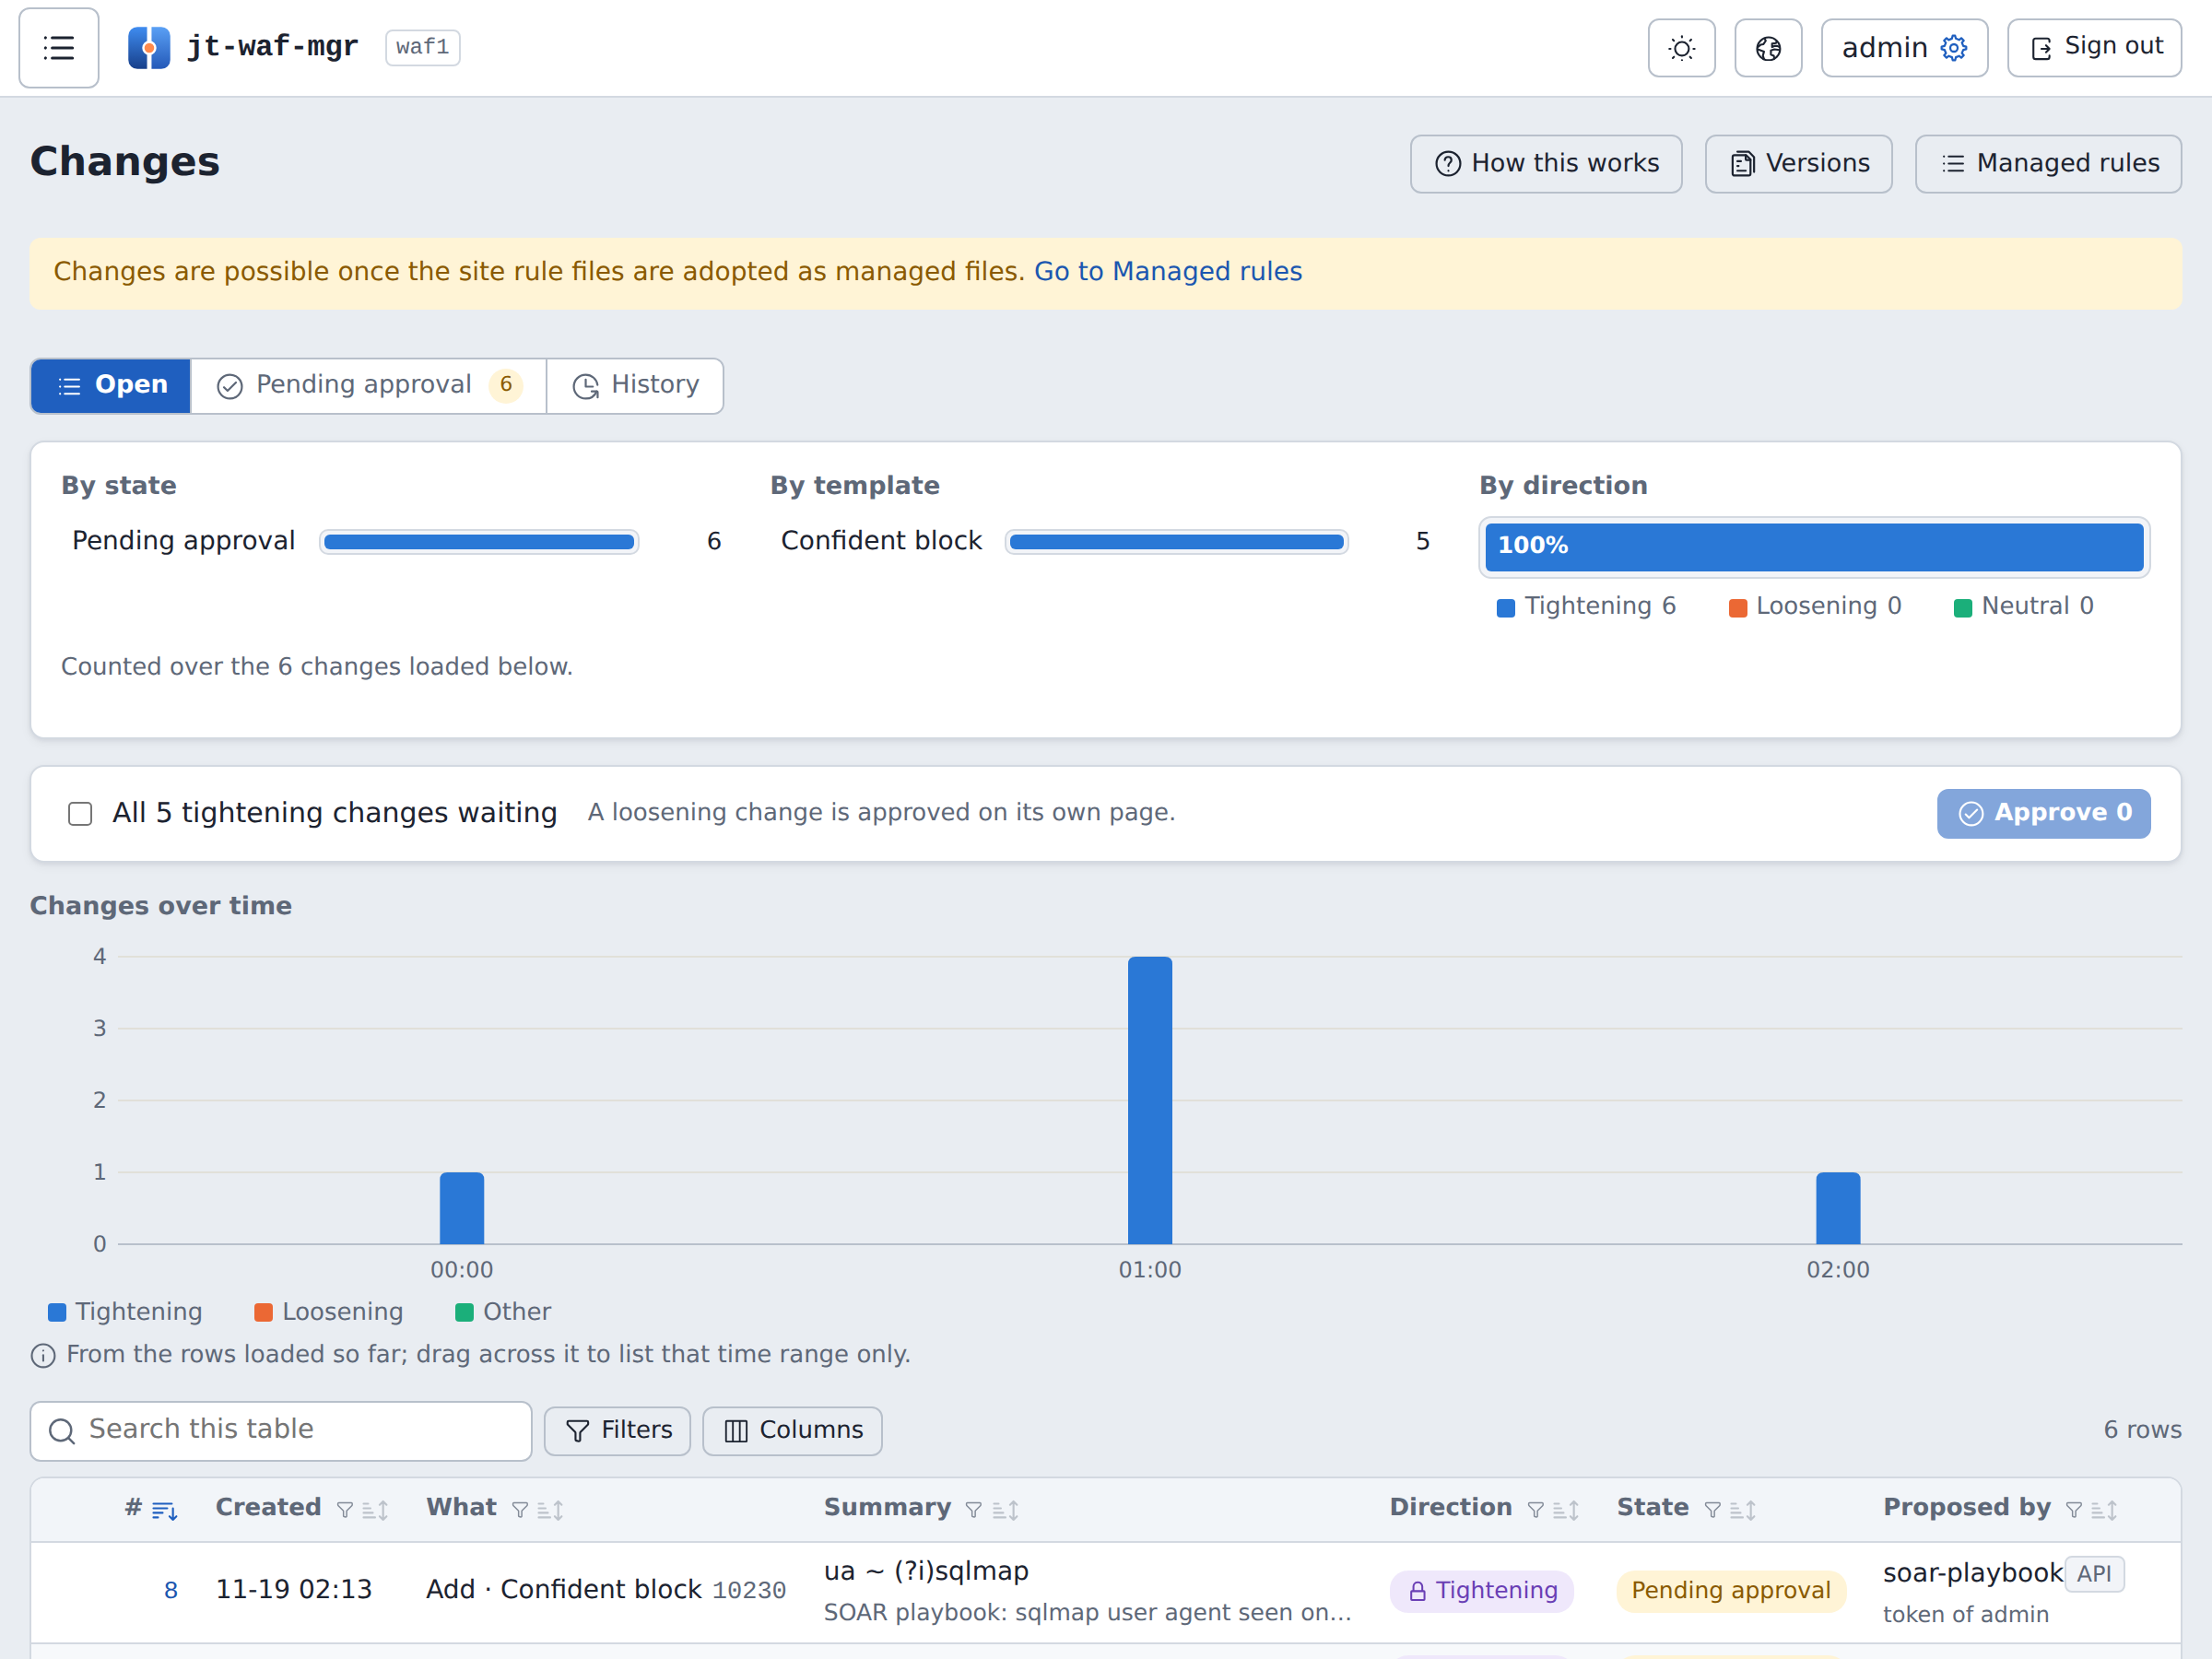 jt-waf-mgr
waf1
admin
Sign out
Changes
How this works
Versions
Managed rules
Changes are possible once the site rule files are adopted as managed files. Go to Managed rules
Open
Pending approval 6
History
By state
Pending approval 6
By template
Confident block 5
By direction
100%
Tightening 6
Loosening 0
Neutral 0
Counted over the 6 changes loaded below.
All 5 tightening changes waiting
A loosening change is approved on its own page.
Approve 0
Changes over time
4
3
2
1
0
00:00
01:00
02:00
Tightening
Loosening
Other
From the rows loaded so far; drag across it to list that time range only.
Search this table
Filters
Columns
6 rows
# Created What Summary Direction State Proposed by
8 11-19 02:13 Add · Confident block 10230
ua ~ (?i)sqlmap
SOAR playbook: sqlmap user agent seen on…
Tightening
Pending approval
soar-playbook API
token of admin